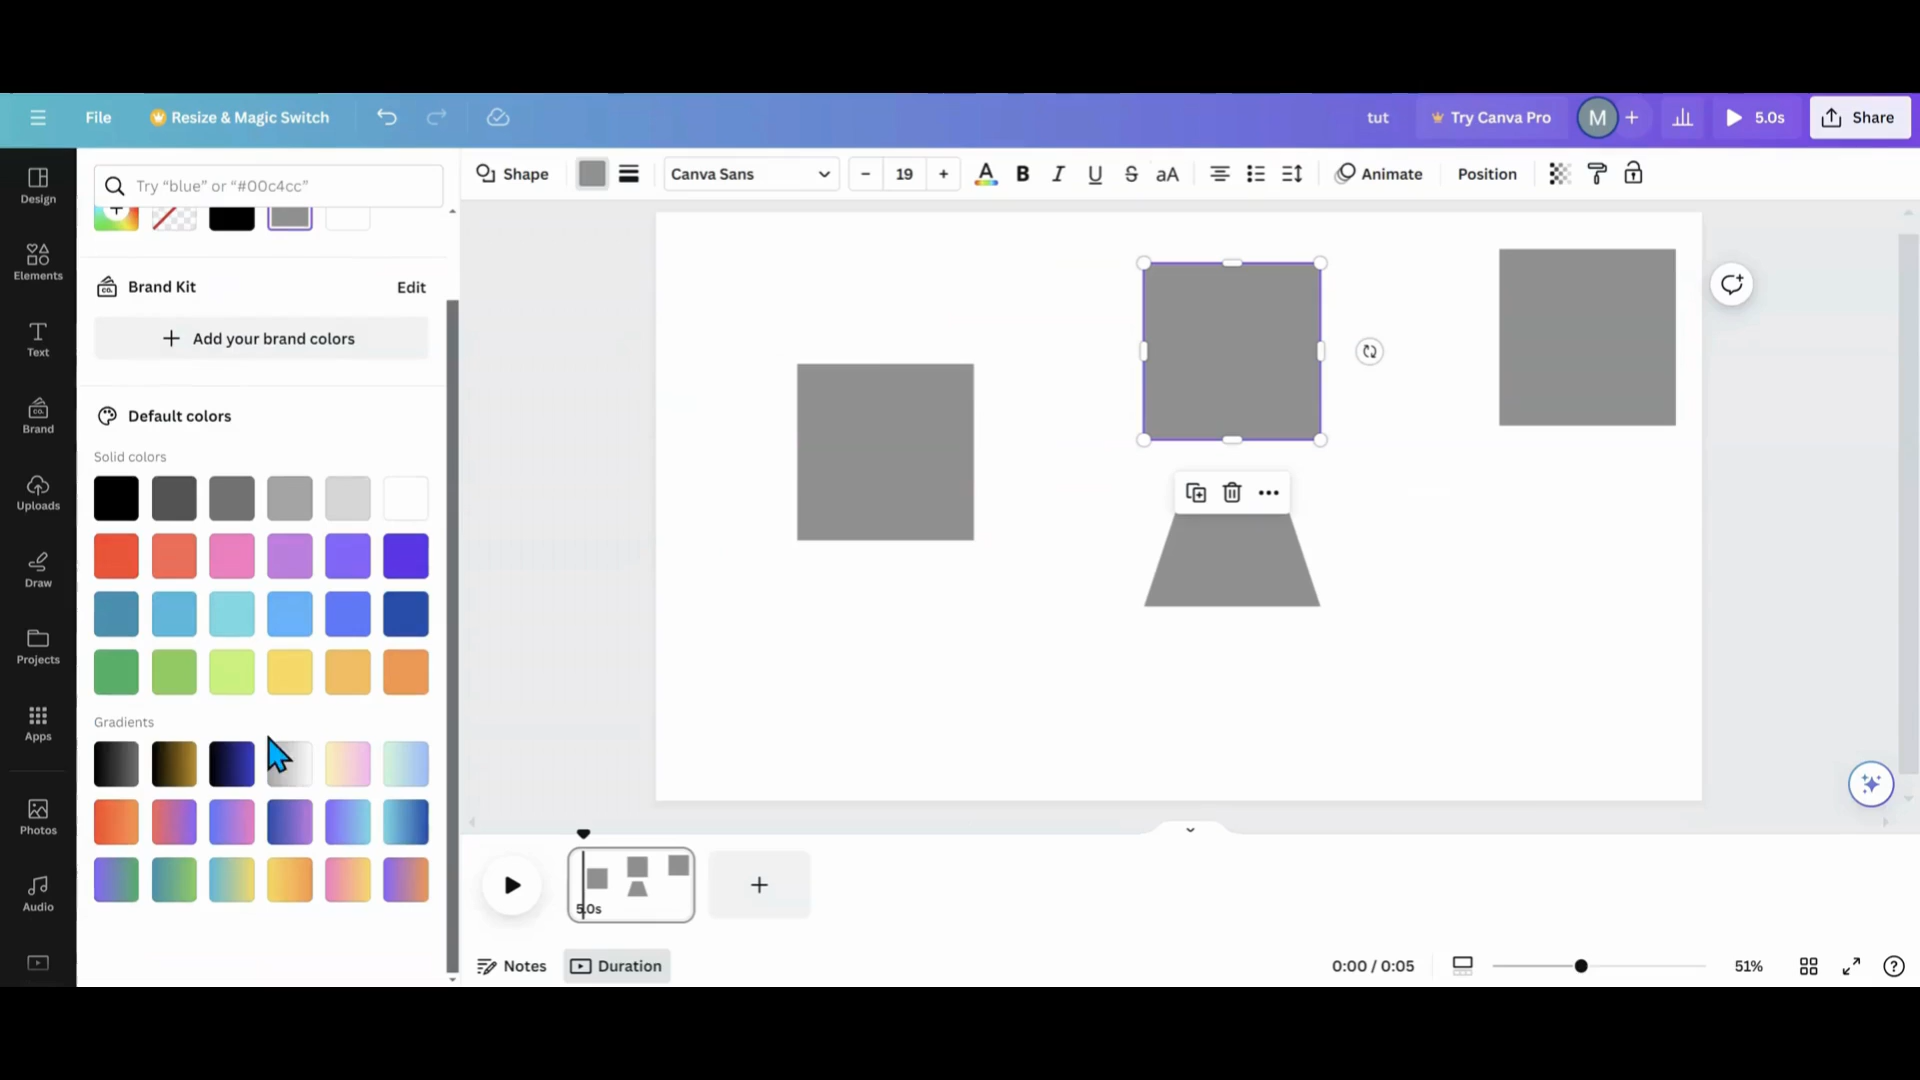 File
Resize & Magic Switch
tut
Try Canva Pro
M
5.0s
Share
Design
Elements
Text
Brand
Uploads
Draw
Projects
Apps
Photos
Audio
Try “blue” or “#00c4cc”
Brand Kit
Edit
Add your brand colors
Default colors
Solid colors
Gradients
Shape
Canva Sans
19
A
B
I
U
S
aA
Animate
Position
5.0s
Notes
Duration
0:00 / 0:05
51%